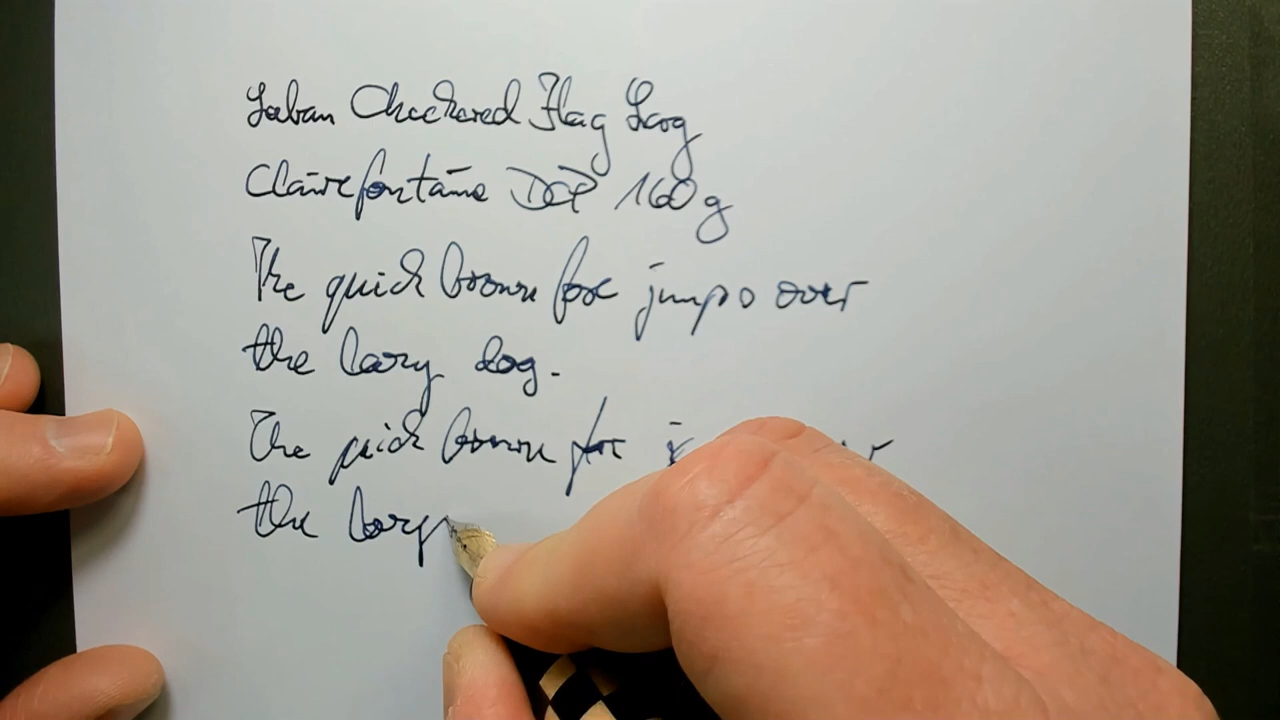 Laban Checkered Flag Long
Clairefontaine DCP 160g
The quick brown fox jumps over
the lazy dog.
The quick brown fox
the lazy